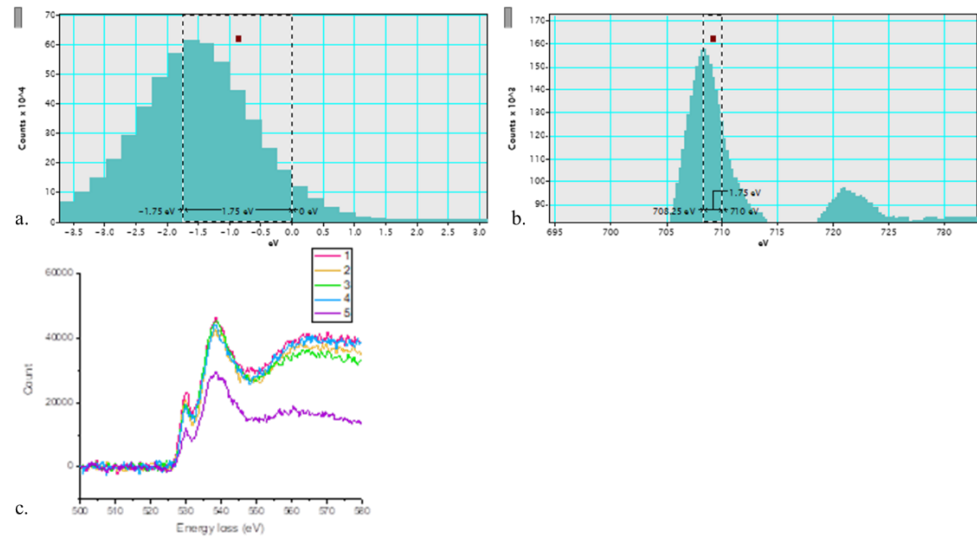 70
60
50
40
30
20
10
0
Counts x 10^4
-1.75 eV
1.75 eV
0 eV
-3.5 -3.0 -2.5 -2.0 -1.5 -1.0 -0.5 0.0 0.5 1.0 1.5 2.0 2.5 3.0
eV
a.
170
160
150
140
130
120
110
100
90
Counts x 10^2
1.75 eV
708.25 eV
710 eV
695 700 705 710 715 720 725 730
eV
b.
1
2
3
4
5
60000
40000
20000
0
Count
500 510 520 530 540 550 560 570 580
Energy loss (eV)
c.